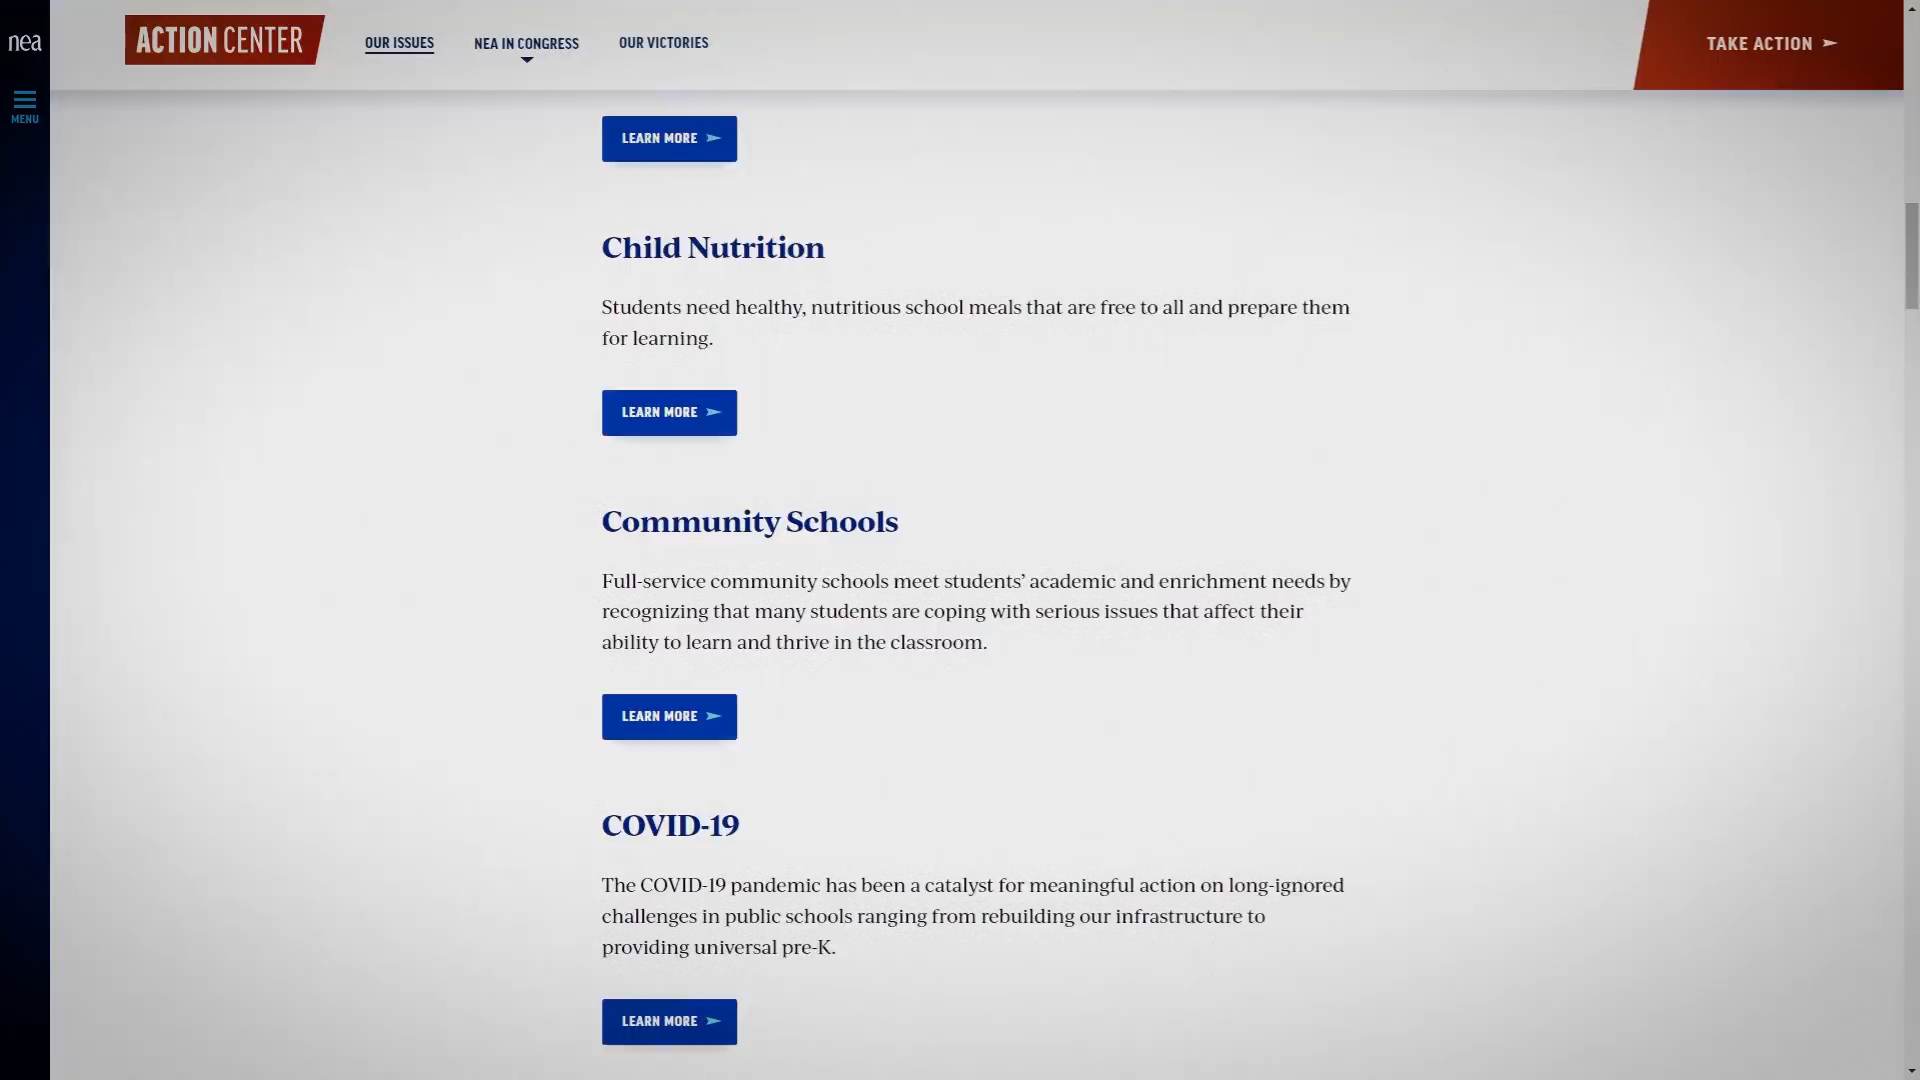 nea
MENU
ACTION CENTER
OUR ISSUES
NEA IN CONGRESS
OUR VICTORIES
TAKE ACTION
LEARN MORE
Child Nutrition
Students need healthy, nutritious school meals that are free to all and prepare them
for learning.
LEARN MORE
Community Schools
Full-service community schools meet students’ academic and enrichment needs by
recognizing that many students are coping with serious issues that affect their
ability to learn and thrive in the classroom.
LEARN MORE
COVID-19
The COVID-19 pandemic has been a catalyst for meaningful action on long-ignored
challenges in public schools ranging from rebuilding our infrastructure to
providing universal pre-K.
LEARN MORE